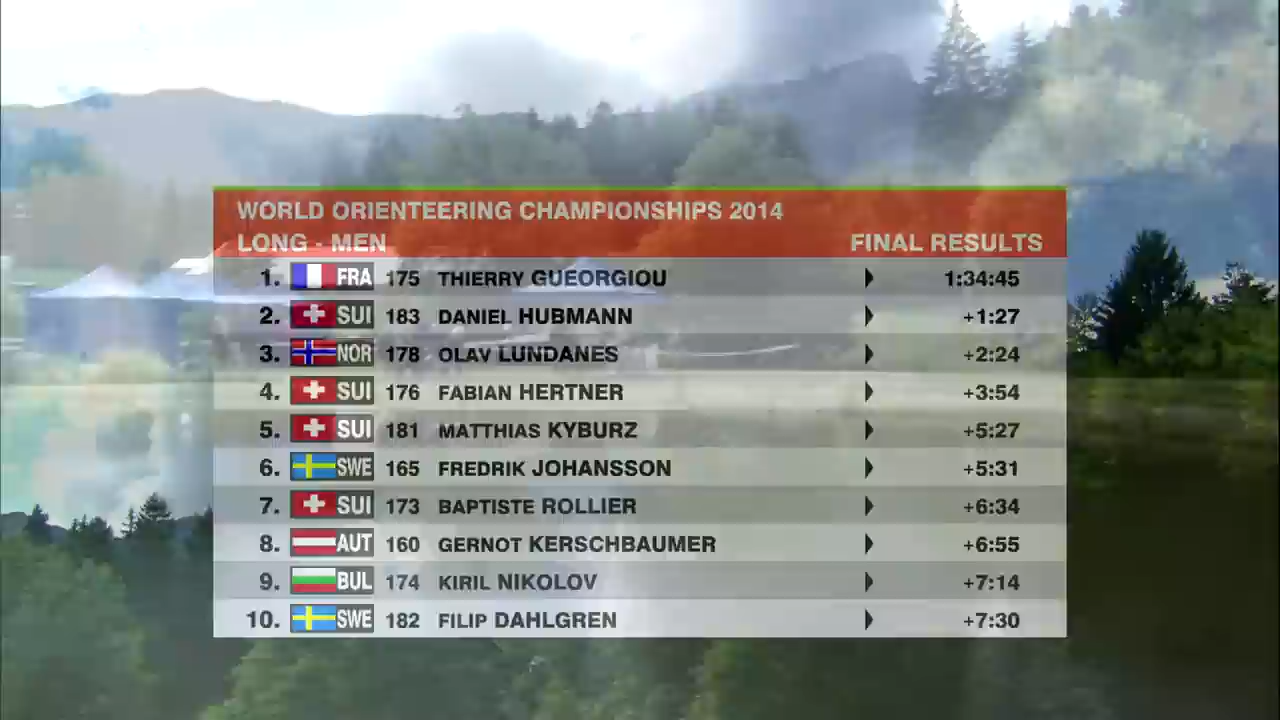 WORLD ORIENTEERING CHAMPIONSHIPS 2014
LONG - MEN FINAL RESULTS
1. FRA 175 THIERRY GUEORGIOU 1:34:45
2. SUI 183 DANIEL HUBMANN +1:27
3. NOR 178 OLAV LUNDANES +2:24
4. SUI 176 FABIAN HERTNER +3:54
5. SUI 181 MATTHIAS KYBURZ +5:27
6. SWE 165 FREDRIK JOHANSSON +5:31
7. SUI 173 BAPTISTE ROLLIER +6:34
8. AUT 160 GERNOT KERSCHBAUMER +6:55
9. BUL 174 KIRIL NIKOLOV +7:14
10. SWE 182 FILIP DAHLGREN +7:30